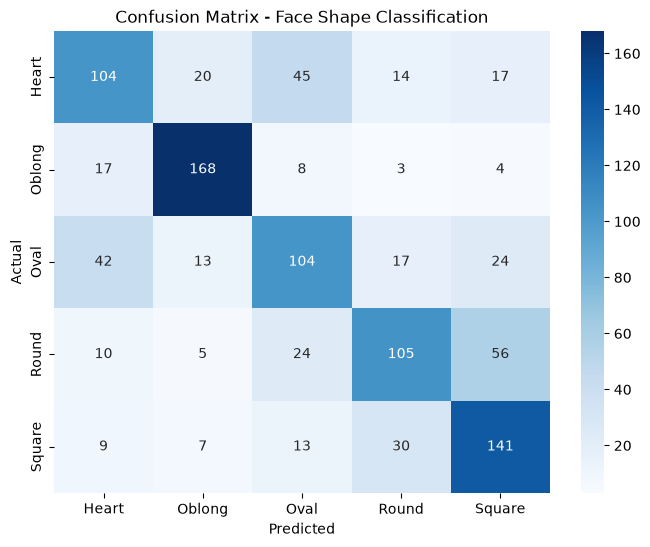 Confusion Matrix - Face Shape Classification
Actual
Heart 104 20 45 14 17
Oblong 17 168 8 3 4
Oval 42 13 104 17 24
Round 10 5 24 105 56
Square 9 7 13 30 141
Heart Oblong Oval Round Square
Predicted
160
140
120
100
80
60
40
20